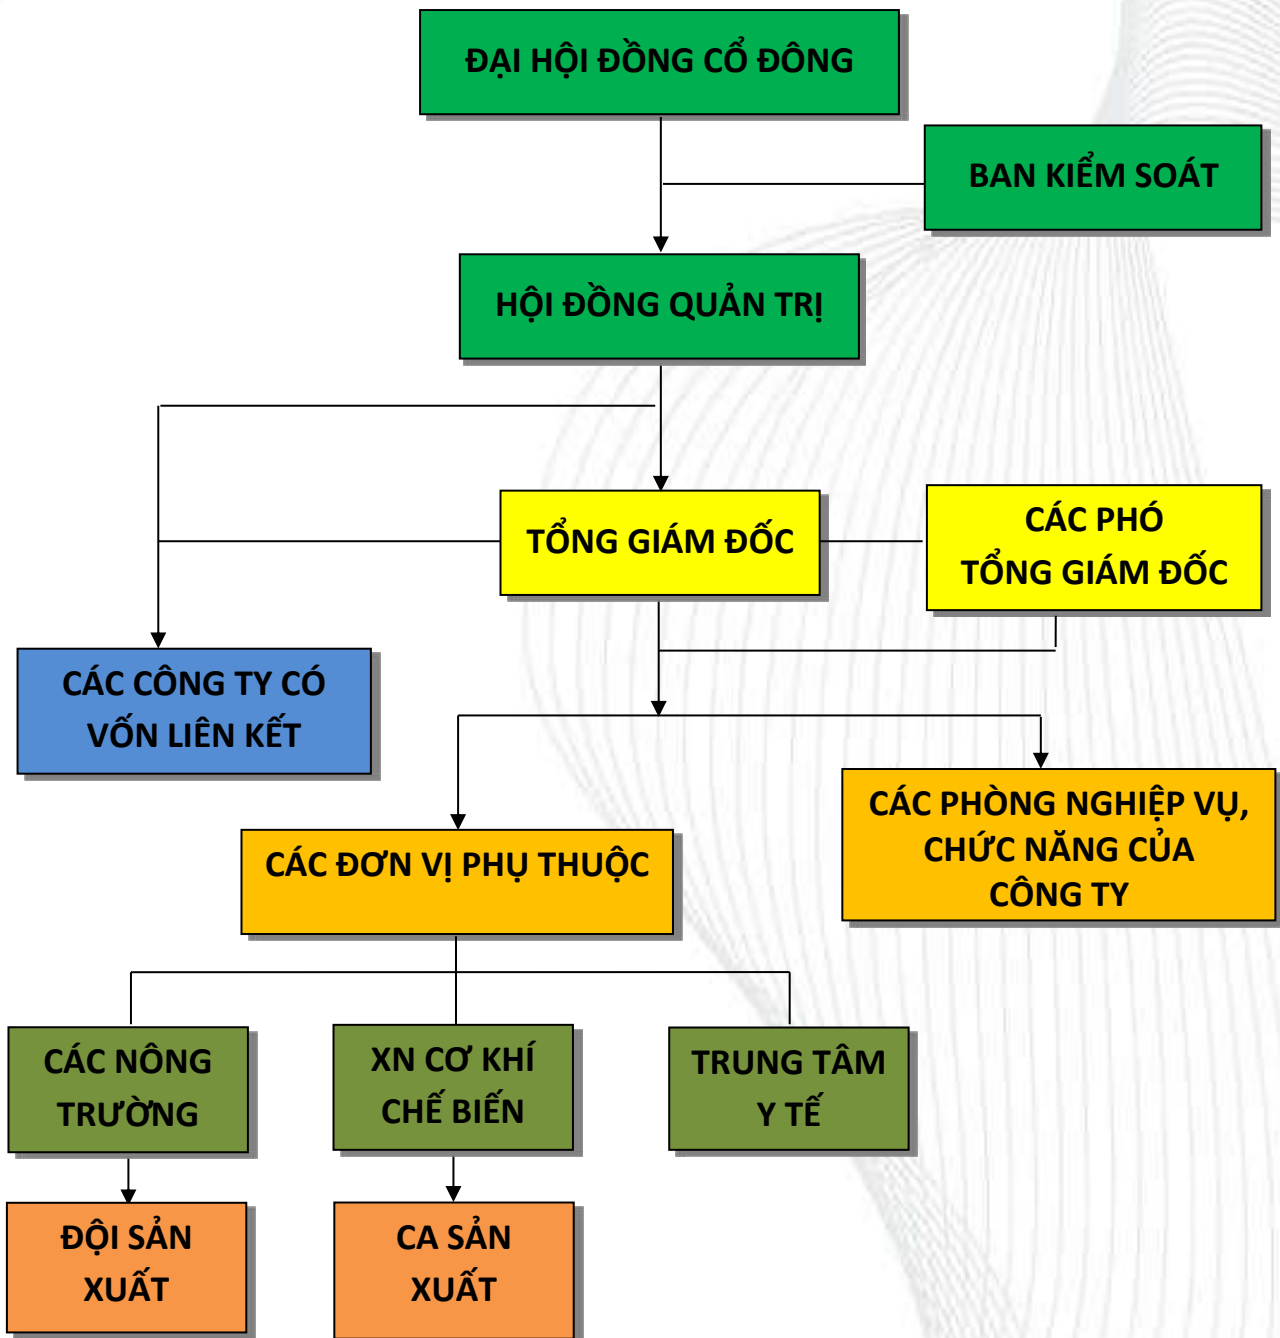 ĐẠI HỘI ĐỒNG CỔ ĐÔNG
BAN KIỂM SOÁT
HỘI ĐỒNG QUẢN TRỊ
TỔNG GIÁM ĐỐC
CÁC PHÓ
TỔNG GIÁM ĐỐC
CÁC CÔNG TY CÓ
VỐN LIÊN KẾT
CÁC PHÒNG NGHIỆP VỤ,
CHỨC NĂNG CỦA
CÔNG TY
CÁC ĐƠN VỊ PHỤ THUỘC
CÁC NÔNG
TRƯỜNG
XN CƠ KHÍ
CHẾ BIẾN
TRUNG TÂM
Y TẾ
ĐỘI SẢN
XUẤT
CA SẢN
XUẤT